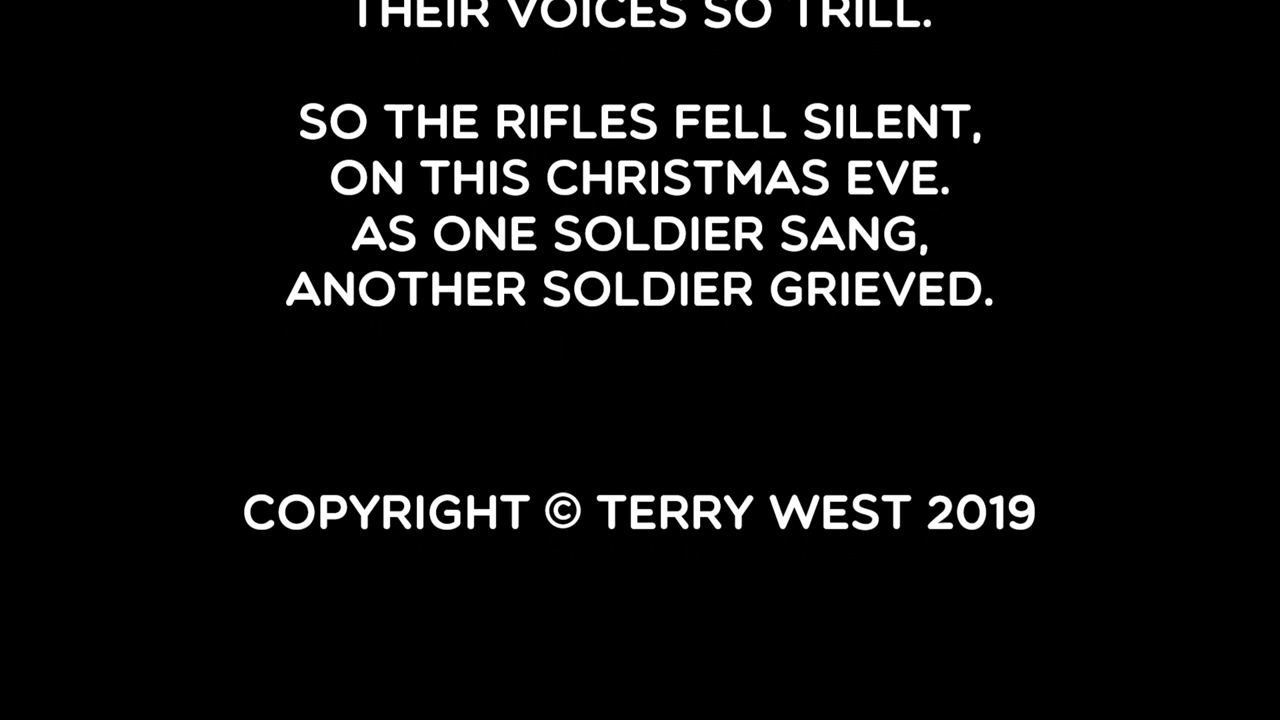 THEIR VOICES SO TRILL.
SO THE RIFLES FELL SILENT,
ON THIS CHRISTMAS EVE.
AS ONE SOLDIER SANG,
ANOTHER SOLDIER GRIEVED.
COPYRIGHT © TERRY WEST 2019